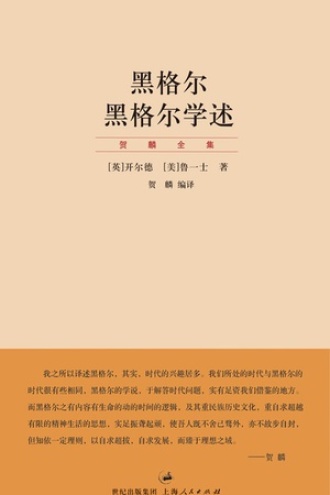 黑格尔
黑格尔学述
贺麟全集
[英]开尔德 [美]鲁一士 著
贺 麟 编译
我之所以译述黑格尔,其实,时代的兴趣居多。我们所处的时代与黑格尔的
时代很有些相同,黑格尔的学说,于解答时代问题,实有足资我们借鉴的地方。
而黑格尔之有内容有生命的动的时间的逻辑,及其重民族历史文化,重自求超越
有限的精神生活的思想,实足振聋起顽,使吾人既不舍己骛外,亦不故步自封,
但知依一定理则,以自求超拔,自求发展,而臻于理想之域。
——贺 麟
世纪出版集团 上海人民出版社